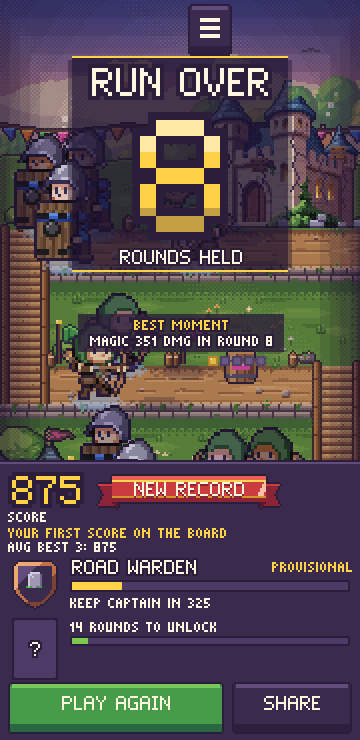 RUN OVER
8
ROUNDS HELD
BEST MOMENT
MAGIC 351 DMG IN ROUND 8
875
NEW RECORD
SCORE
YOUR FIRST SCORE ON THE BOARD
AVG BEST 3: 875
ROAD WARDEN
PROVISIONAL
KEEP CAPTAIN IN 325
14 ROUNDS TO UNLOCK
?
PLAY AGAIN
SHARE